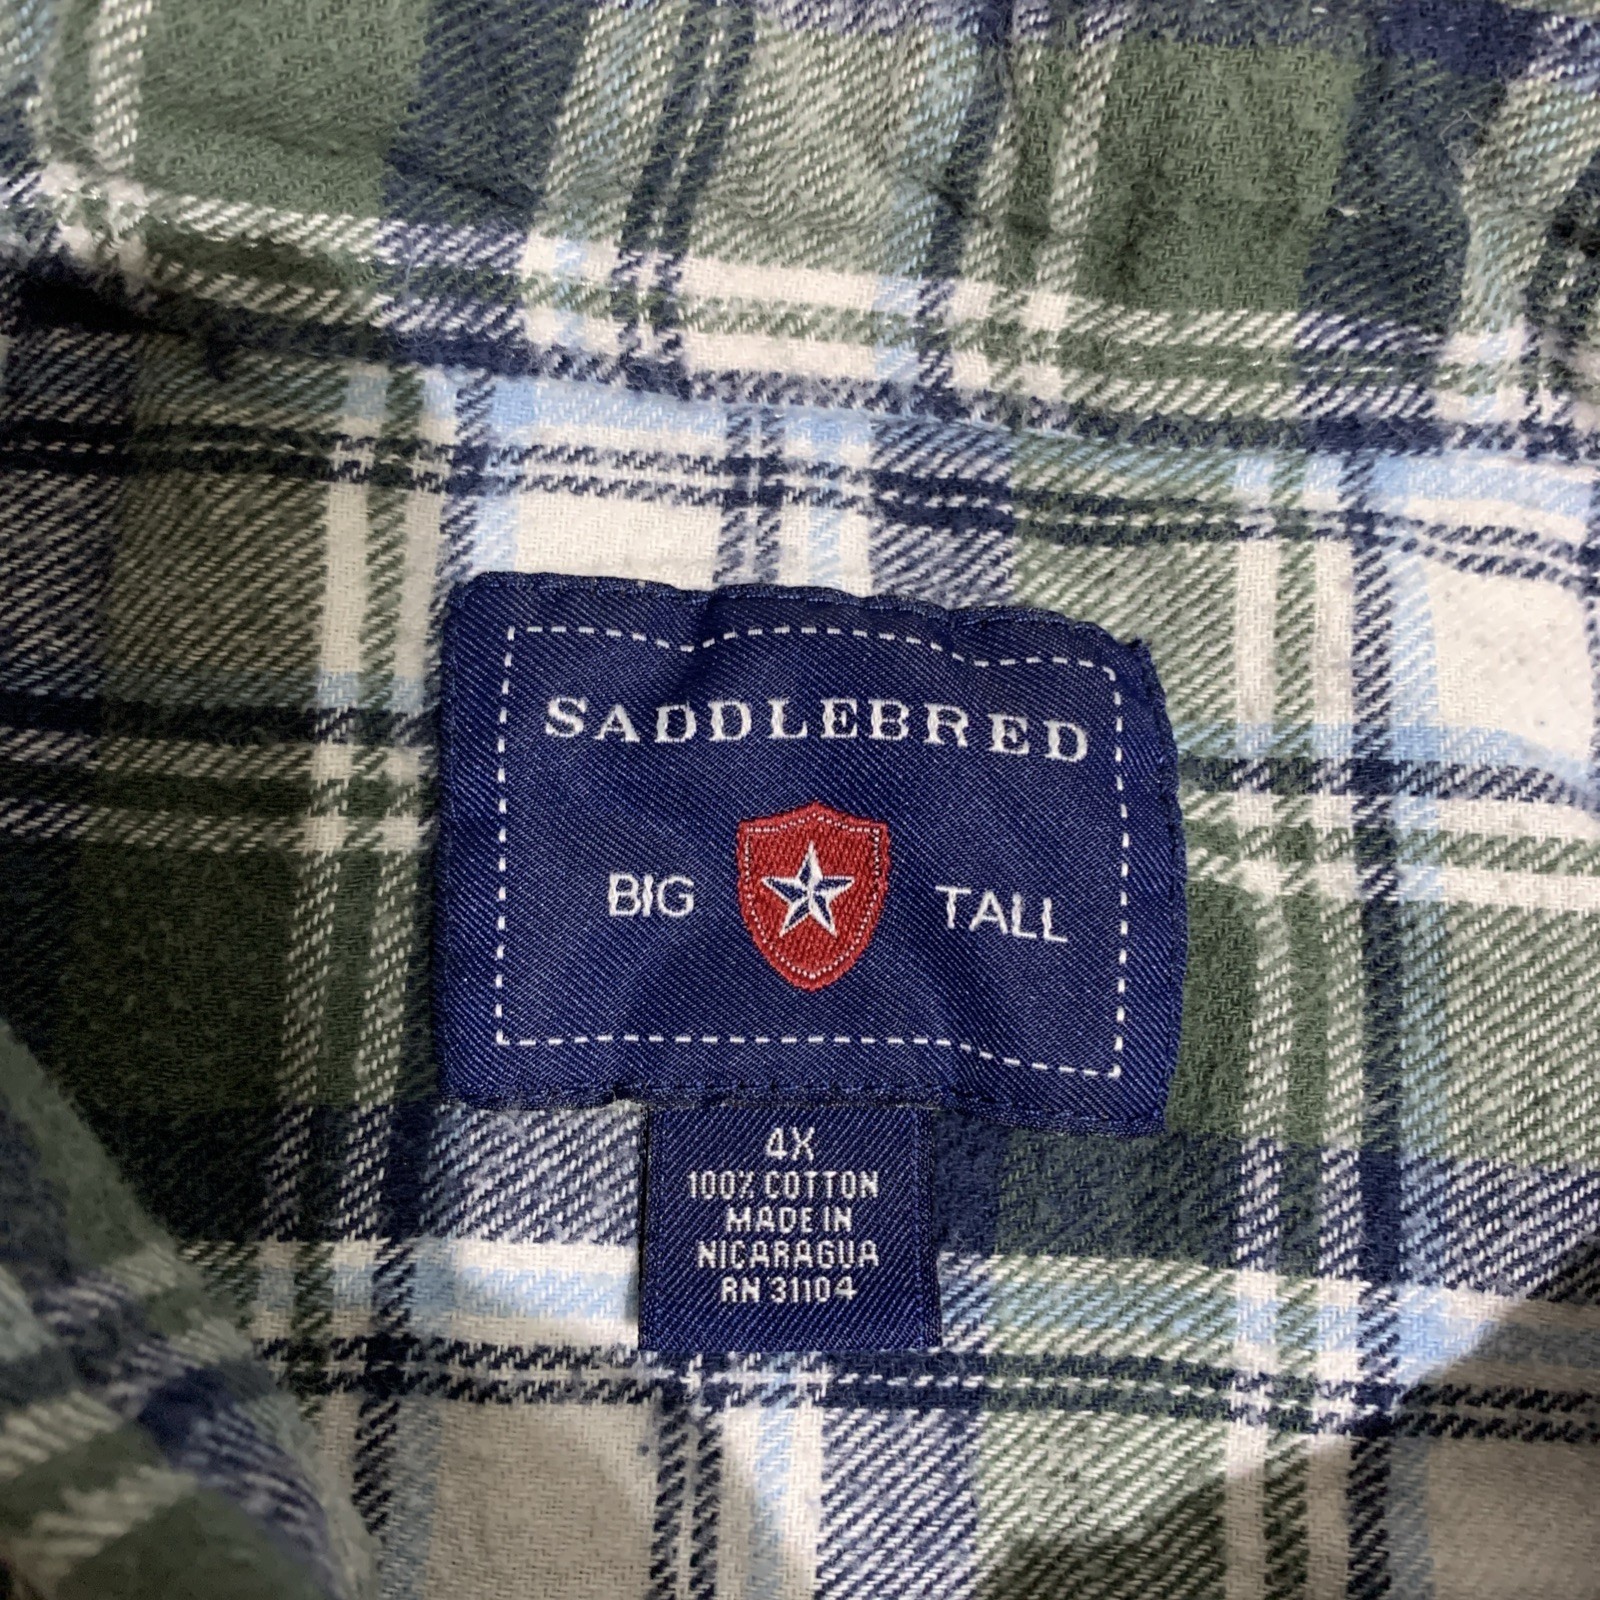 SADDLEBRED
BIG TALL
4X
100% COTTON
MADE IN
NICARAGUA
RN 31104